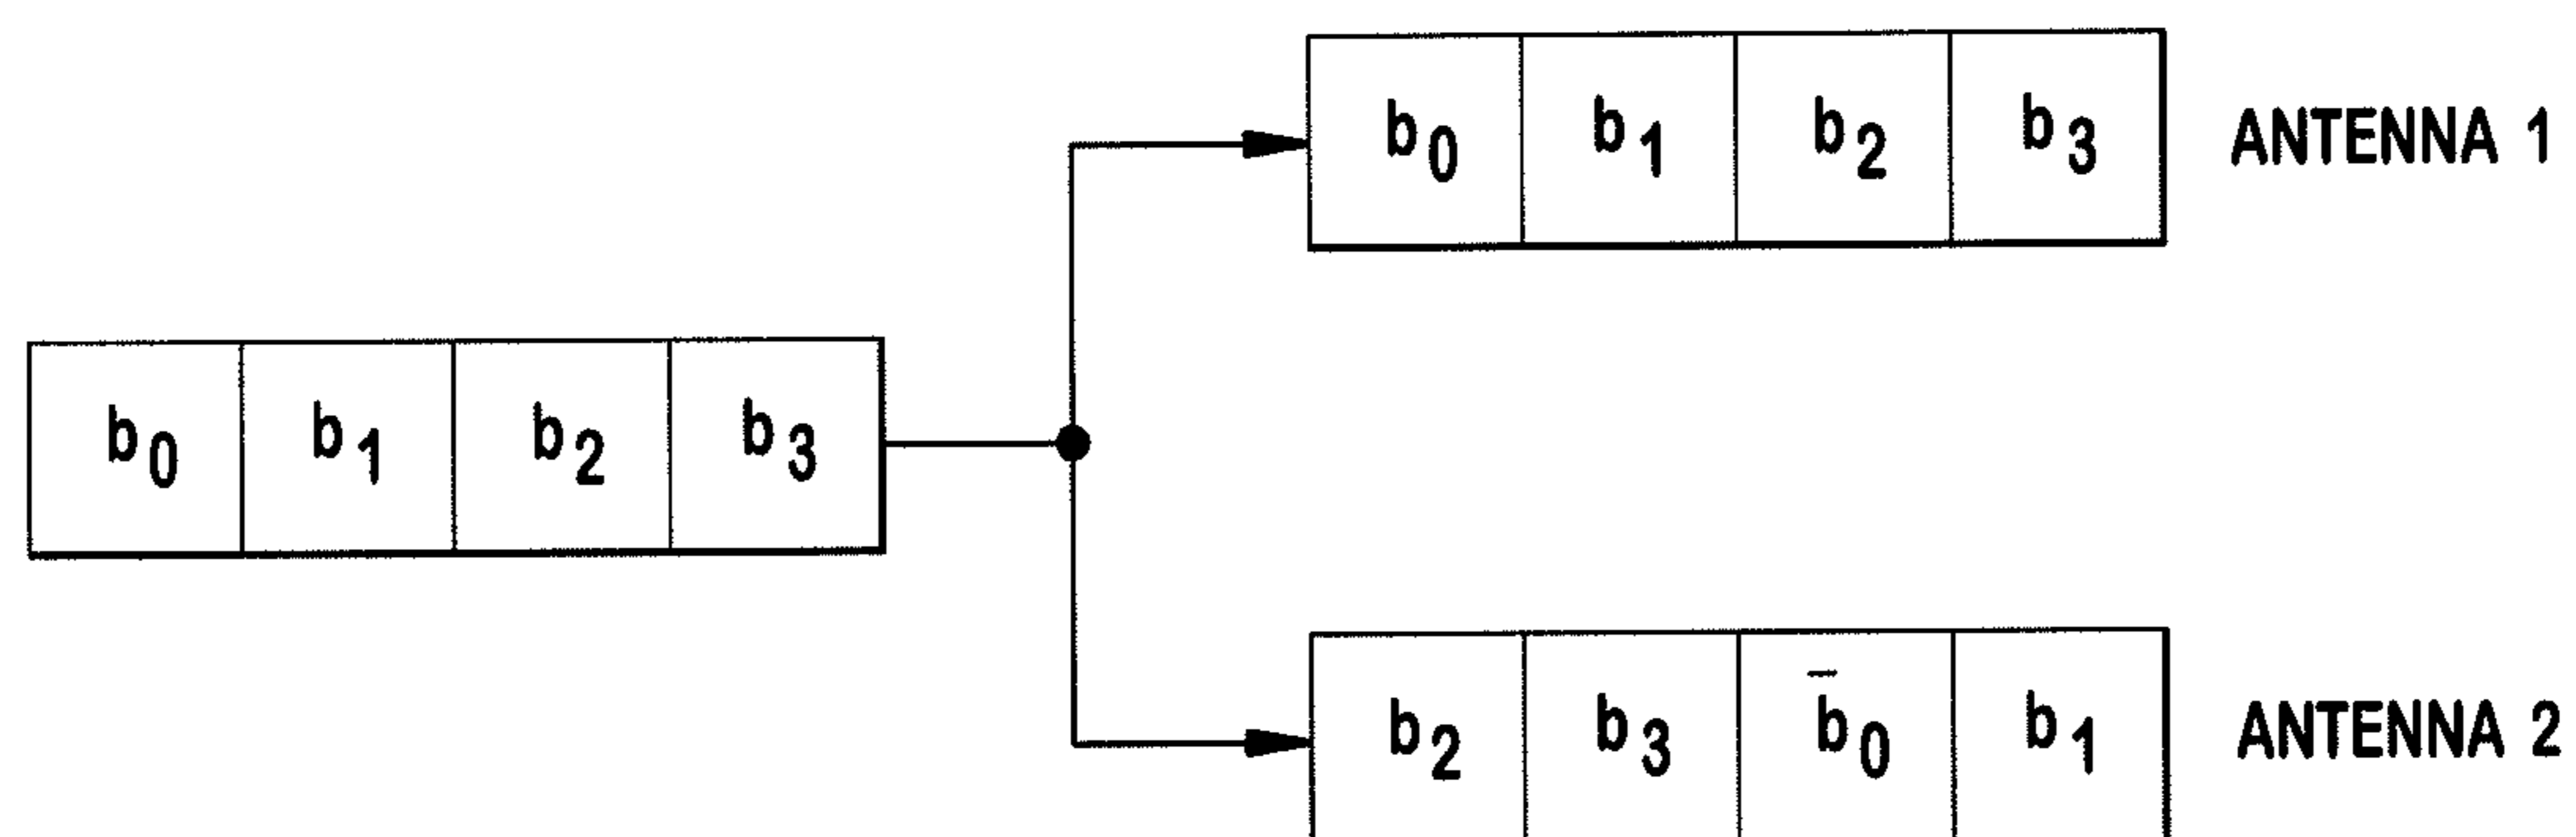 b0 b1 b2 b3 ANTENNA 1
b0 b1 b2 b3
b2 b3 b̄0 b1 ANTENNA 2